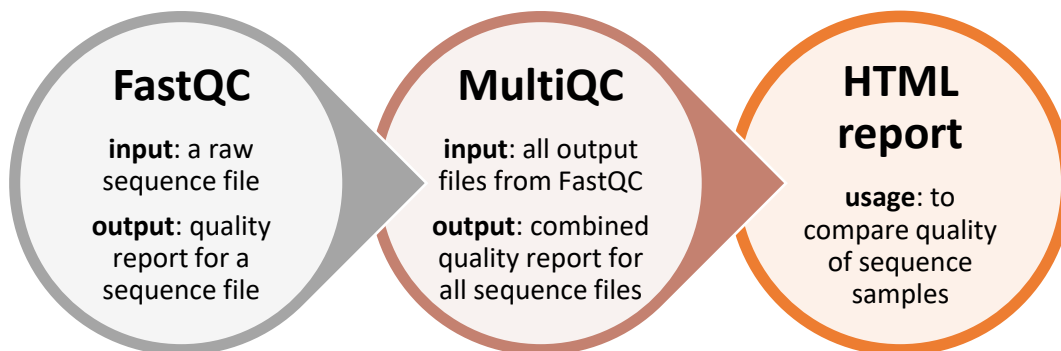 FastQC
input: a raw
sequence file
output: quality
report for a
sequence file
MultiQC
input: all output
files from FastQC
output: combined
quality report for
all sequence files
HTML
report
usage: to
compare quality
of sequence
samples